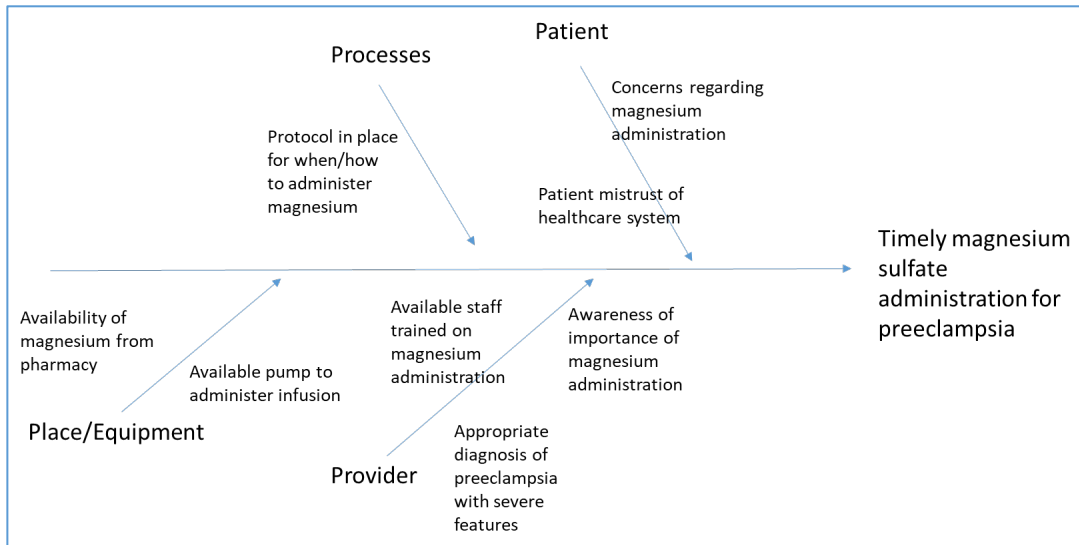 Patient
Processes
Concerns regarding
magnesium
administration
Protocol in place
for when/how
to administer
magnesium
Patient mistrust of
healthcare system
Timely magnesium
sulfate
administration for
preeclampsia
Availability of
magnesium from
pharmacy
Available pump to
administer infusion
Place/Equipment
Available staff
trained on
magnesium
administration
Awareness of
importance of
magnesium
administration
Provider
Appropriate
diagnosis of
preeclampsia
with severe
features